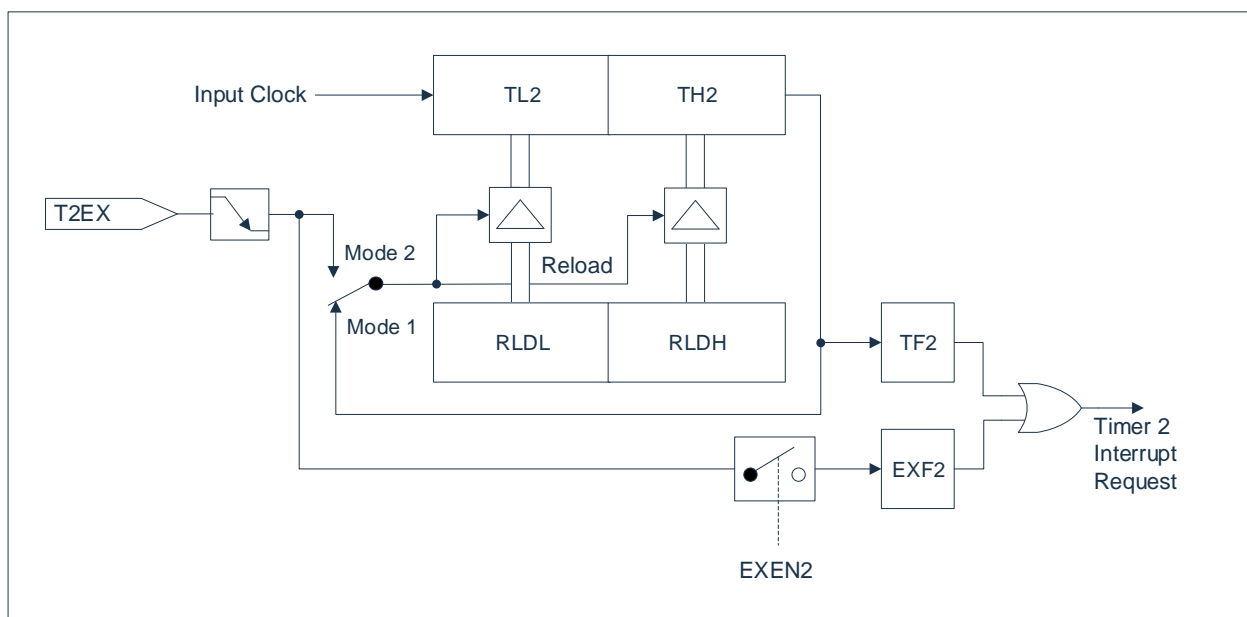 Input Clock
TL2
TH2
T2EX
Mode 2
Reload
Mode 1
RLDL
RLDH
TF2
Timer 2
Interrupt
Request
EXF2
EXEN2